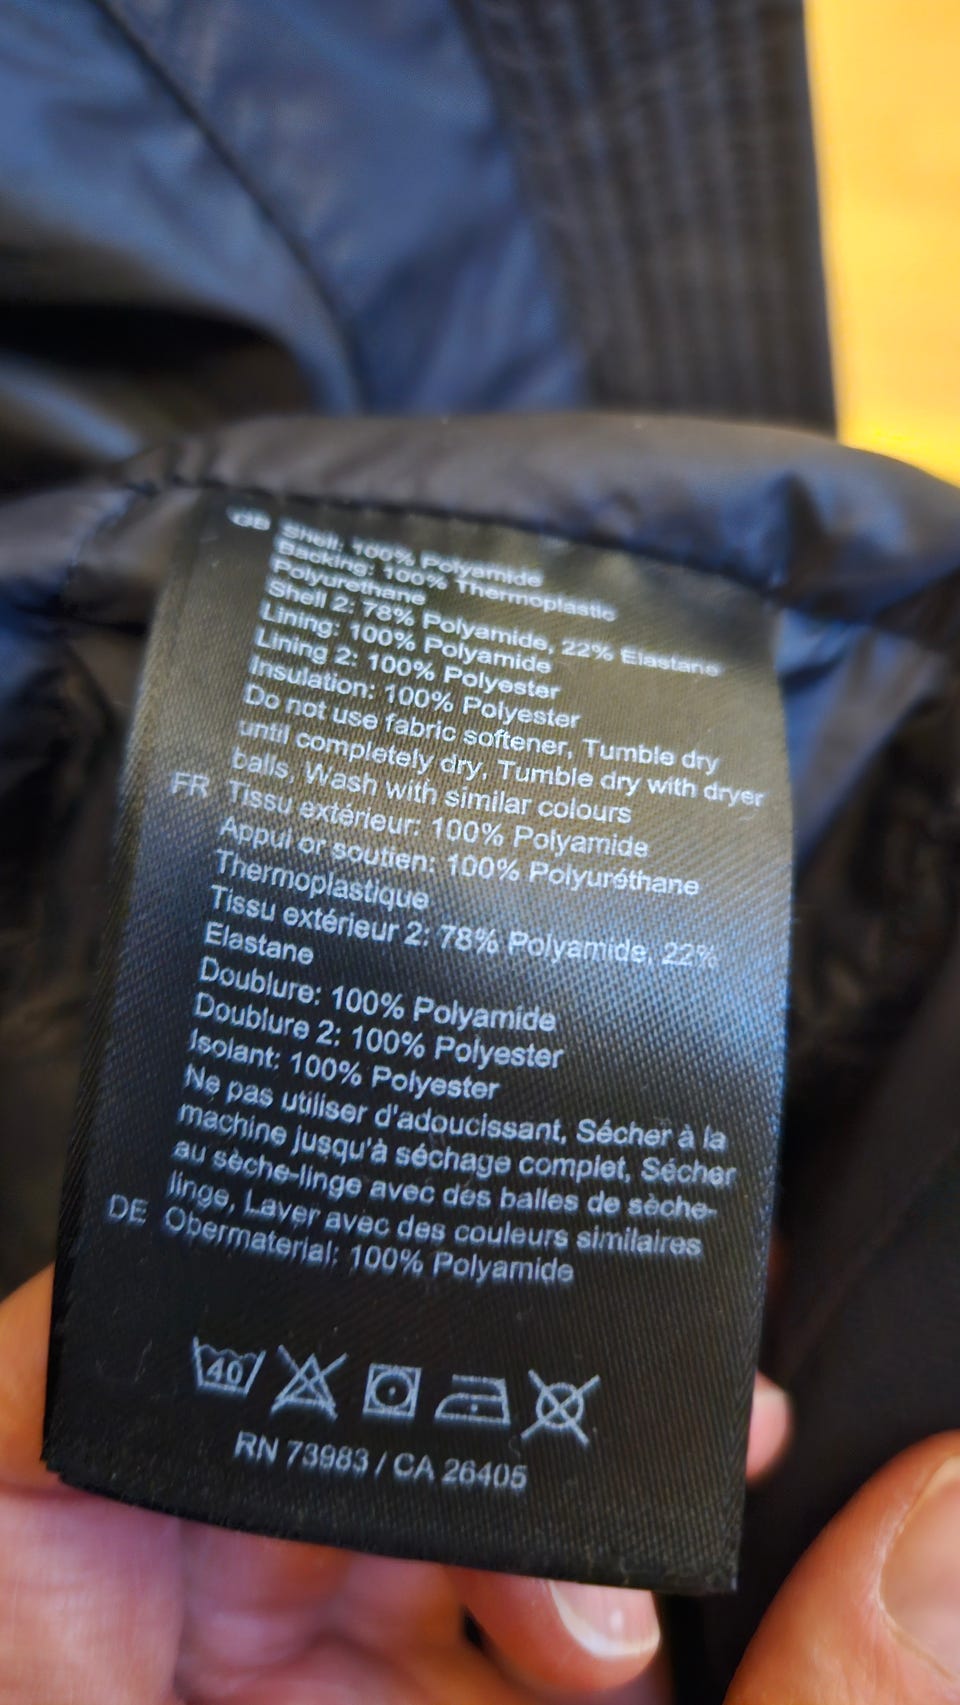 GB Shell: 100% Polyamide
Backing: 100% Thermoplastic
Polyurethane
Shell 2: 78% Polyamide, 22% Elastane
Lining: 100% Polyamide
Lining 2: 100% Polyester
Insulation: 100% Polyester
Do not use fabric softener, Tumble dry
until completely dry, Tumble dry with dryer
balls, Wash with similar colours
FR Tissu extérieur: 100% Polyamide
Appui or soutien: 100% Polyuréthane
Thermoplastique
Tissu extérieur 2: 78% Polyamide, 22%
Elastane
Doublure: 100% Polyamide
Doublure 2: 100% Polyester
Isolant: 100% Polyester
Ne pas utiliser d'adoucissant, Sécher à la
machine jusqu'à séchage complet, Sécher
au sèche-linge avec des balles de sèche-
linge, Laver avec des couleurs similaires
DE Obermaterial: 100% Polyamide
40
RN 73983 / CA 26405